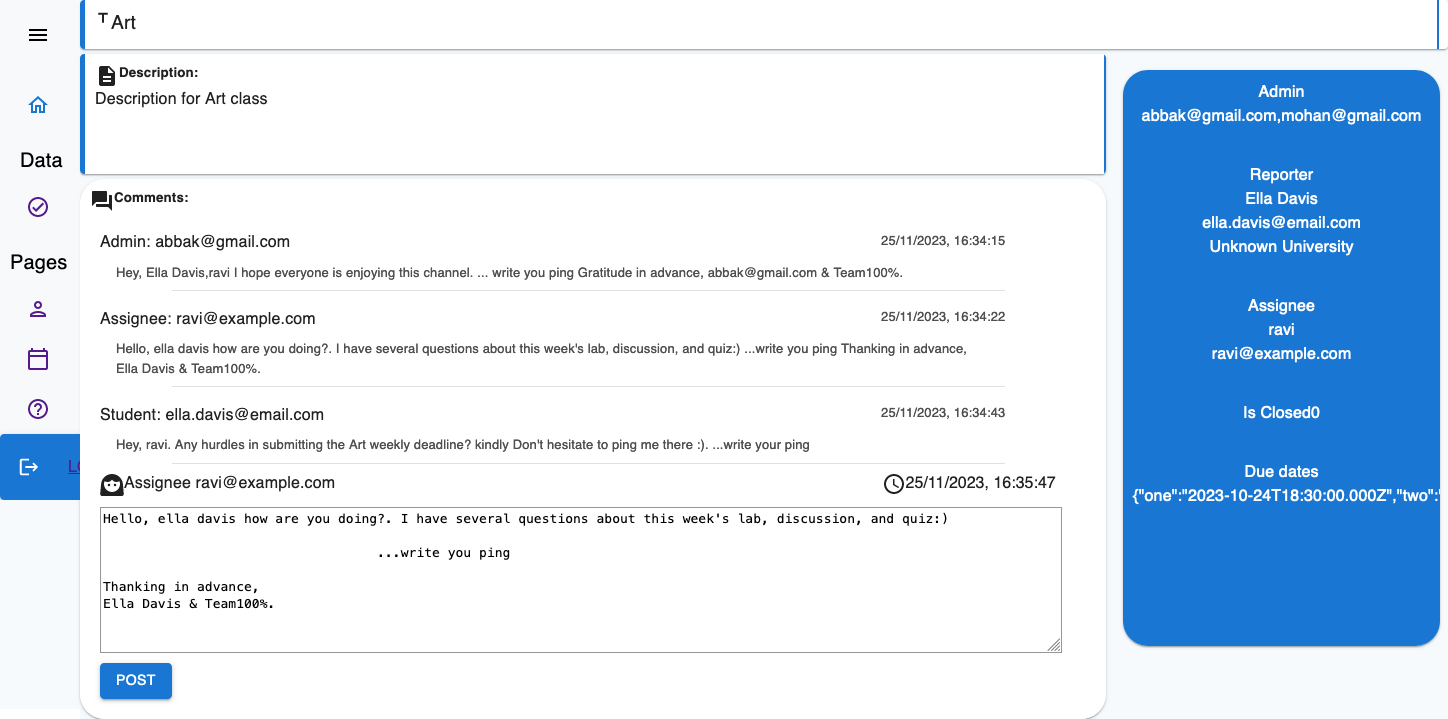 Art
Description:
Description for Art class
Data
Pages
LO
Comments:
Admin: abbak@gmail.com
25/11/2023, 16:34:15
Hey, Ella Davis,ravi I hope everyone is enjoying this channel. ... write you ping Gratitude in advance, abbak@gmail.com & Team100%.
Assignee: ravi@example.com
25/11/2023, 16:34:22
Hello, ella davis how are you doing?. I have several questions about this week's lab, discussion, and quiz:) ...write you ping Thanking in advance,
Ella Davis & Team100%.
Student: ella.davis@email.com
25/11/2023, 16:34:43
Hey, ravi. Any hurdles in submitting the Art weekly deadline? kindly Don't hesitate to ping me there :). ...write your ping
Assignee ravi@example.com
25/11/2023, 16:35:47
Hello, ella davis how are you doing?. I have several questions about this week's lab, discussion, and quiz:)
...write you ping
Thanking in advance,
Ella Davis & Team100%.
POST
Admin
abbak@gmail.com,mohan@gmail.com
Reporter
Ella Davis
ella.davis@email.com
Unknown University
Assignee
ravi
ravi@example.com
Is Closed0
Due dates
{"one":"2023-10-24T18:30:00.000Z","two":"